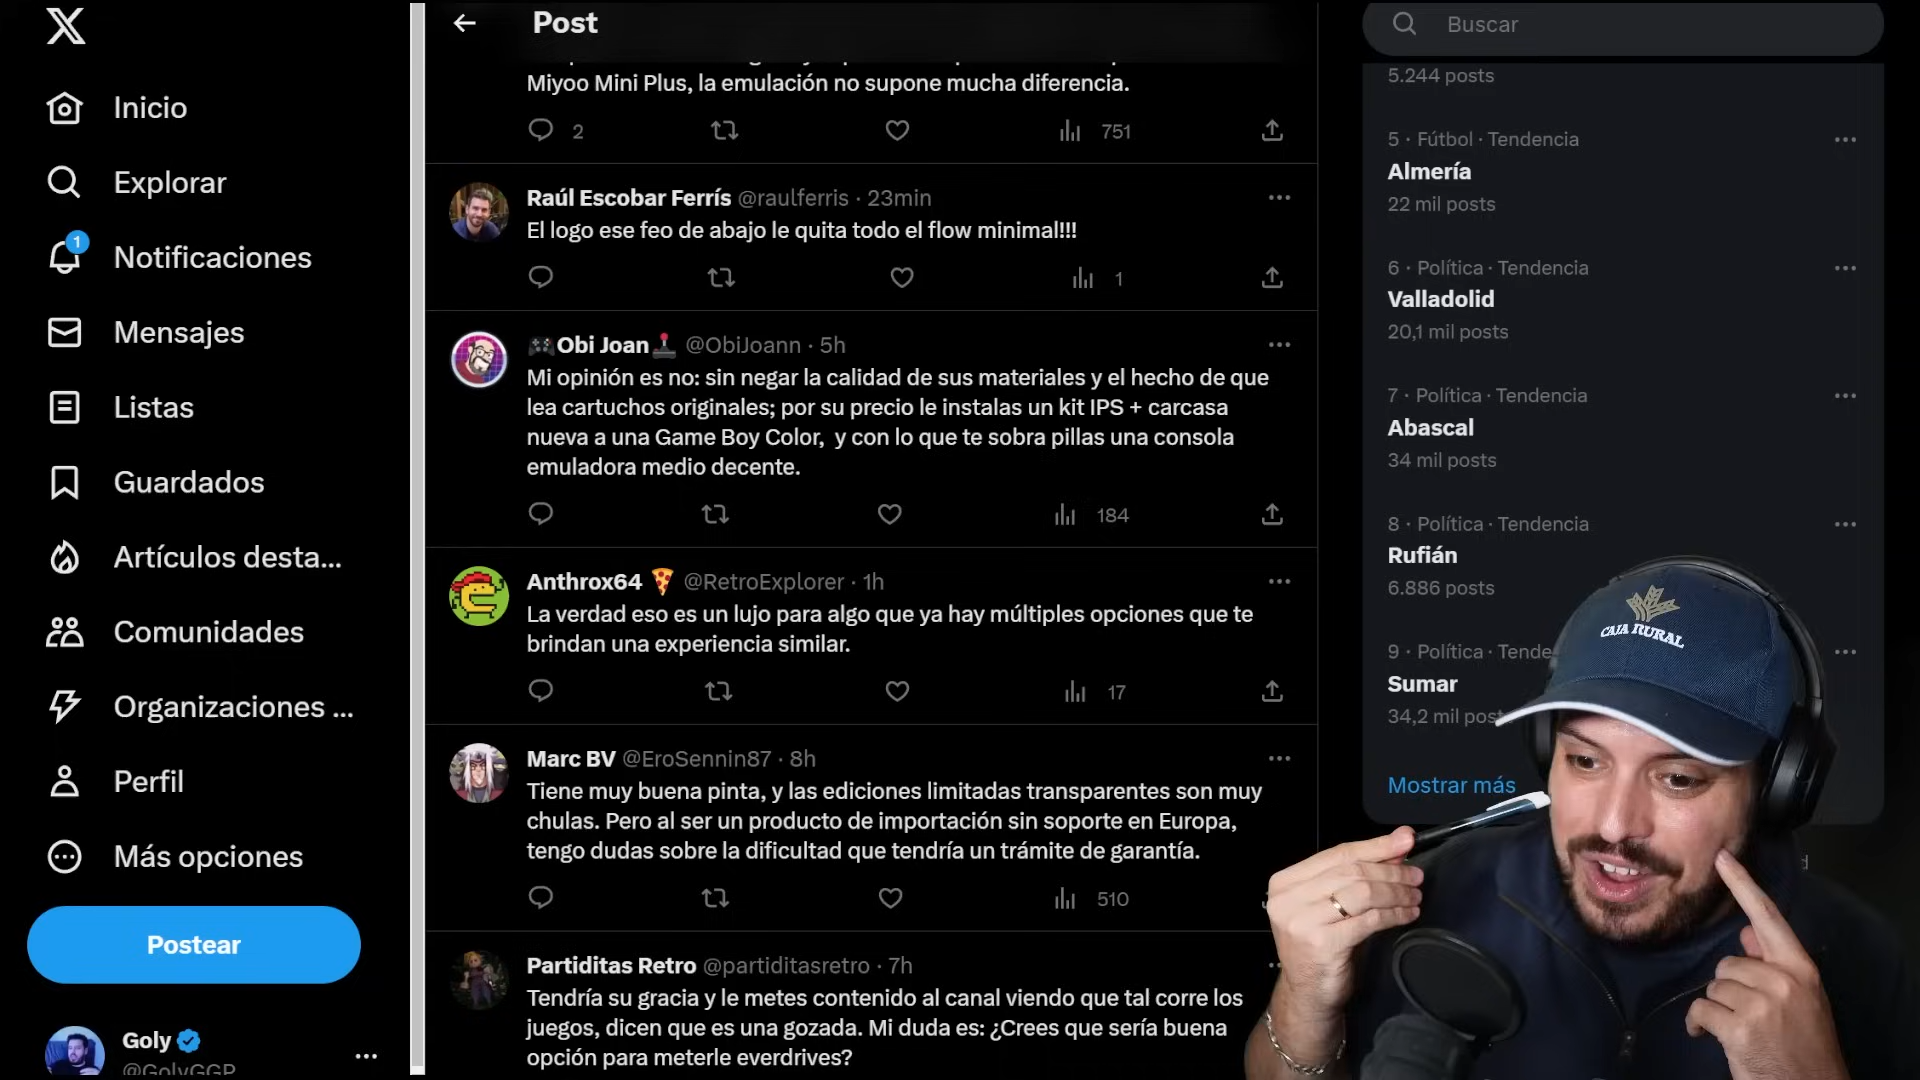 Inicio
Explorar
1
Notificaciones
Mensajes
Listas
Guardados
Artículos desta...
Comunidades
Organizaciones ...
Perfil
Más opciones
Postear
Goly
@GolyGGP
Post
Miyoo Mini Plus, la emulación no supone mucha diferencia.
2
751
Raúl Escobar Ferrís @raulferris · 23min
El logo ese feo de abajo le quita todo el flow minimal!!!
1
Obi Joan @ObiJoann · 5h
Mi opinión es no: sin negar la calidad de sus materiales y el hecho de que
lea cartuchos originales; por su precio le instalas un kit IPS + carcasa
nueva a una Game Boy Color, y con lo que te sobra pillas una consola
emuladora medio decente.
184
Anthrox64 @RetroExplorer · 1h
La verdad eso es un lujo para algo que ya hay múltiples opciones que te
brindan una experiencia similar.
17
Marc BV @EroSennin87 · 8h
Tiene muy buena pinta, y las ediciones limitadas transparentes son muy
chulas. Pero al ser un producto de importación sin soporte en Europa,
tengo dudas sobre la dificultad que tendría un trámite de garantía.
510
Partiditas Retro @partiditasretro · 7h
Tendría su gracia y le metes contenido al canal viendo que tal corre los
juegos, dicen que es una gozada. Mi duda es: ¿Crees que sería buena
opción para meterle everdrives?
Buscar
5.244 posts
5 · Fútbol · Tendencia
Almería
22 mil posts
6 · Política · Tendencia
Valladolid
20,1 mil posts
7 · Política · Tendencia
Abascal
34 mil posts
8 · Política · Tendencia
Rufián
6.886 posts
9 · Política · Tende
Sumar
34,2 mil post
Mostrar más
CAJA RURAL